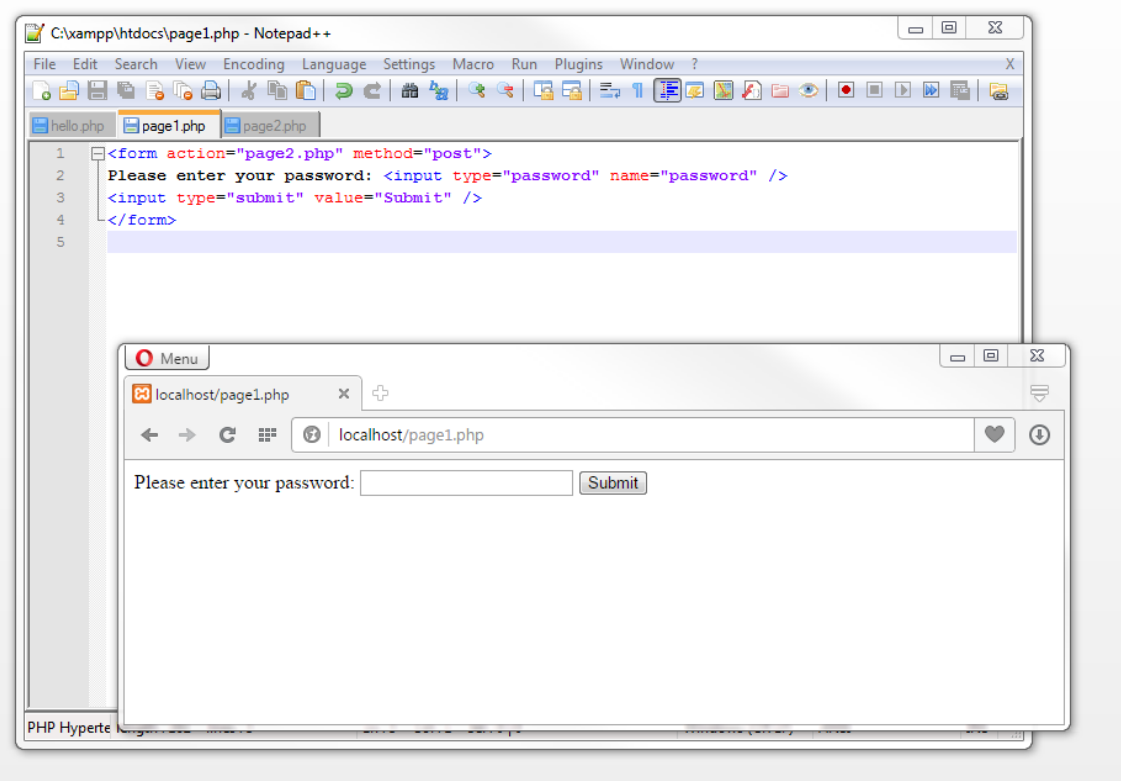 C:\xampp\htdocs\page1.php - Notepad++
File Edit Search View Encoding Language Settings Macro Run Plugins Window ? X
hello.php page1.php page2.php
1 <form action="page2.php" method="post">
2 Please enter your password: <input type="password" name="password" />
3 <input type="submit" value="Submit" />
4 </form>
5
Menu
localhost/page1.php
localhost/page1.php
Please enter your password: Submit
PHP Hyperte